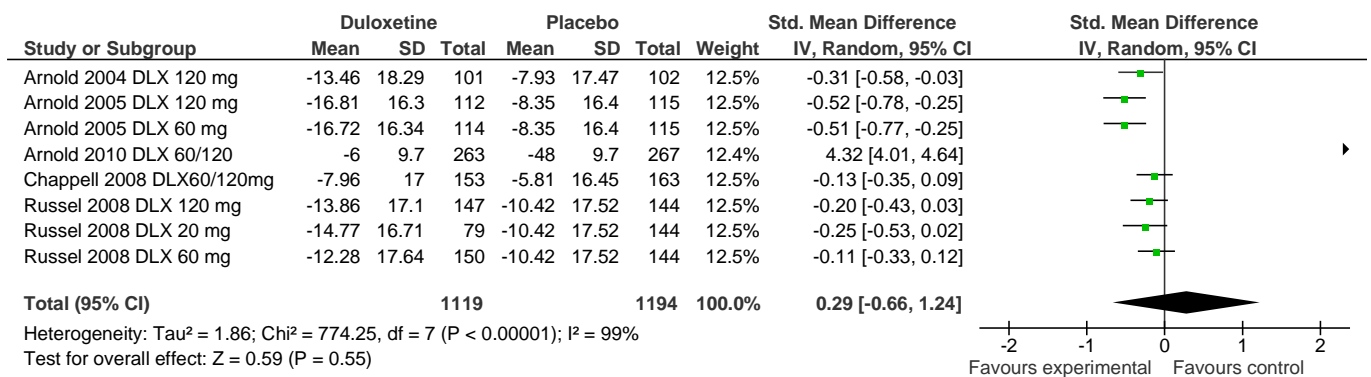 Duloxetine Placebo Std. Mean Difference Std. Mean Difference
Study or Subgroup Mean SD Total Mean SD Total Weight IV, Random, 95% CI IV, Random, 95% CI
Arnold 2004 DLX 120 mg -13.46 18.29 101 -7.93 17.47 102 12.5% -0.31 [-0.58, -0.03]
Arnold 2005 DLX 120 mg -16.81 16.3 112 -8.35 16.4 115 12.5% -0.52 [-0.78, -0.25]
Arnold 2005 DLX 60 mg -16.72 16.34 114 -8.35 16.4 115 12.5% -0.51 [-0.77, -0.25]
Arnold 2010 DLX 60/120 -6 9.7 263 -48 9.7 267 12.4% 4.32 [4.01, 4.64]
Chappell 2008 DLX60/120mg -7.96 17 153 -5.81 16.45 163 12.5% -0.13 [-0.35, 0.09]
Russel 2008 DLX 120 mg -13.86 17.1 147 -10.42 17.52 144 12.5% -0.20 [-0.43, 0.03]
Russel 2008 DLX 20 mg -14.77 16.71 79 -10.42 17.52 144 12.5% -0.25 [-0.53, 0.02]
Russel 2008 DLX 60 mg -12.28 17.64 150 -10.42 17.52 144 12.5% -0.11 [-0.33, 0.12]
Total (95% CI) 1119 1194 100.0% 0.29 [-0.66, 1.24]
Heterogeneity: Tau² = 1.86; Chi² = 774.25, df = 7 (P < 0.00001); I² = 99%
Test for overall effect: Z = 0.59 (P = 0.55)
-2 -1 0 1 2
Favours experimental Favours control